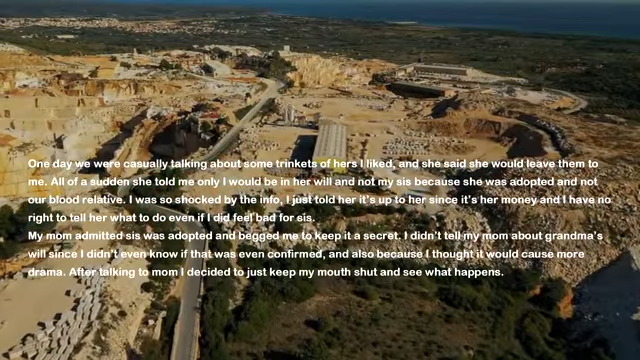 One day we were casually talking about some trinkets of hers I liked, and she said she would leave them to
me. All of a sudden she told me only I would be in her will and not my sis because she was adopted and not
our blood relative. I was so shocked by the info, I just told her it's up to her since it's her money and I have no
right to tell her what to do even if I did feel bad for sis.
My mom admitted sis was adopted and begged me to keep it a secret. I didn't tell my mom about grandma's
will since I didn't even know if that was even confirmed, and also because I thought it would cause more
drama. After talking to mom I decided to just keep my mouth shut and see what happens.